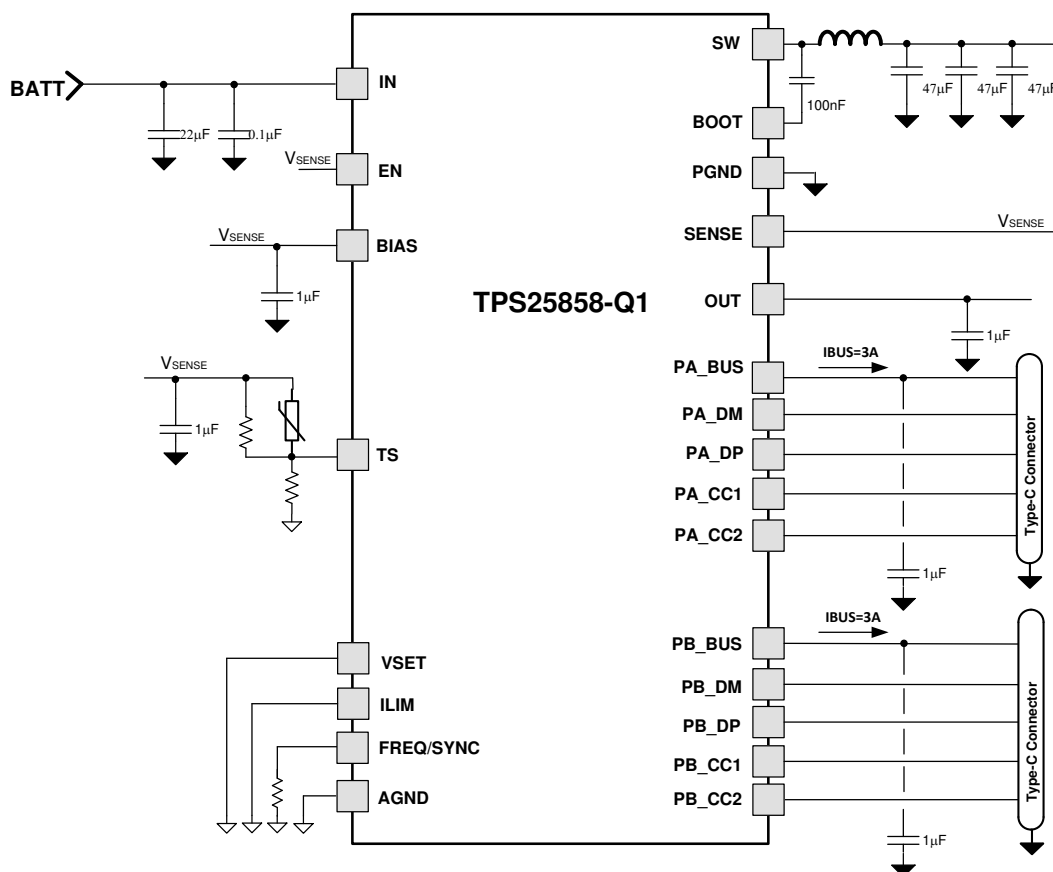 SW
BATT
IN
22μF
0.1μF
47μF
47μF
47μF
100nF
BOOT
VSENSE
EN
PGND
VSENSE
BIAS
SENSE
VSENSE
1μF
TPS25858-Q1
OUT
1μF
VSENSE
1μF
TS
IBUS=3A
PA_BUS
PA_DM
PA_DP
PA_CC1
PA_CC2
Type-C Connector
1μF
VSET
ILIM
FREQ/SYNC
AGND
IBUS=3A
PB_BUS
PB_DM
PB_DP
PB_CC1
PB_CC2
Type-C Connector
1μF